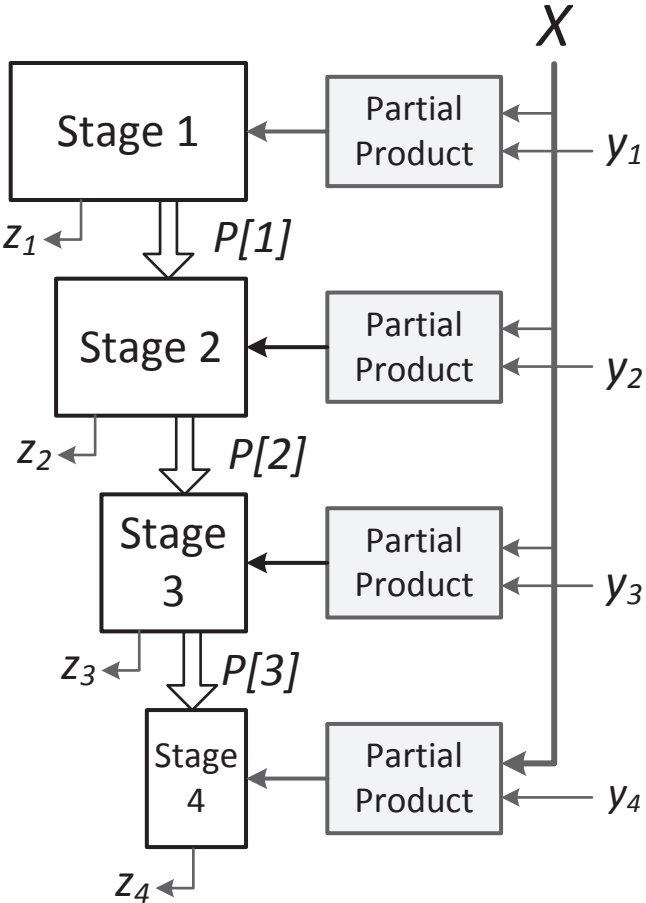 X
Stage 1
Partial
Product
y1
z1
P[1]
Stage 2
Partial
Product
y2
z2
P[2]
Stage
3
Partial
Product
y3
z3
P[3]
Stage
4
Partial
Product
y4
z4